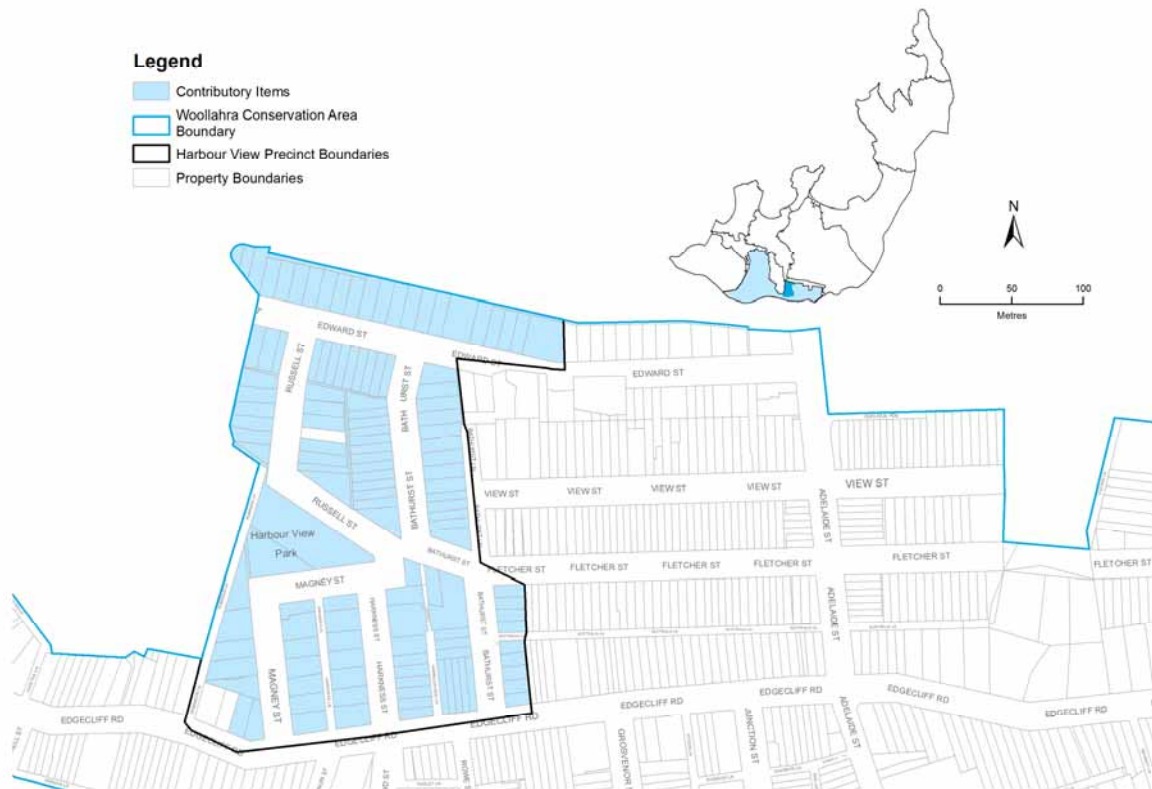 Legend
Contributory Items
Woollahra Conservation Area
Boundary
Harbour View Precinct Boundaries
Property Boundaries
N
0 50 100
Metres
EDWARD ST
EDWARD ST
EDWARD ST
RUSSELL ST
BATHURST ST
BATHURST ST
VIEW ST
VIEW ST
VIEW ST
VIEW ST
VIEW ST
ADELAIDE ST
RUSSELL ST
Harbour View
Park
BATHURST ST
FLETCHER ST
FLETCHER ST
FLETCHER ST
FLETCHER ST
FLETCHER ST
FLETCHER ST
MAGNEY ST
HARKNESS ST
BATHURST ST
ADELAIDE ST
MAGNEY ST
HARKNESS ST
BATHURST ST
EDGECLIFF RD
EDGECLIFF RD
EDGECLIFF RD
EDGECLIFF RD
EDGECLIFF RD
EDGECLIFF RD
EDGECLIFF RD
EDGECLIFF RD
JUNCTION ST
ADELAIDE ST
GROSVENOR
ROWE